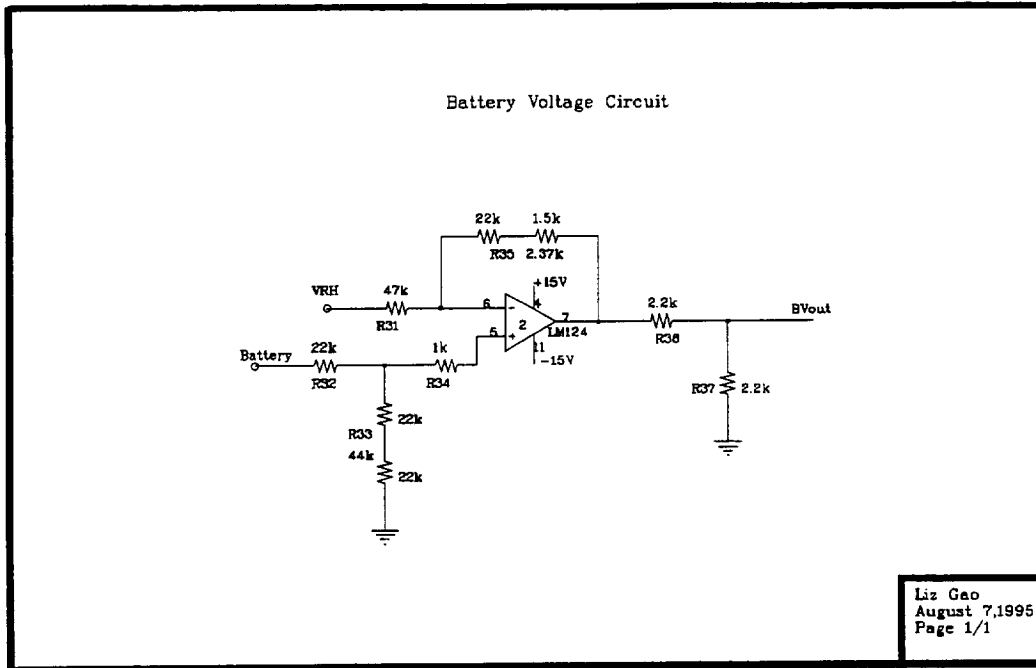 Battery Voltage Circuit
22k 1.5k
R35 2.37k
+15V
VRH 47k
R31
6 - 4
2 7
LM124
5 +
11
-15V
2.2k
R36
BVout
Battery 22k
R32
1k
R34
R37 2.2k
22k
R33
44k
22k
Liz Gao
August 7,1995
Page 1/1